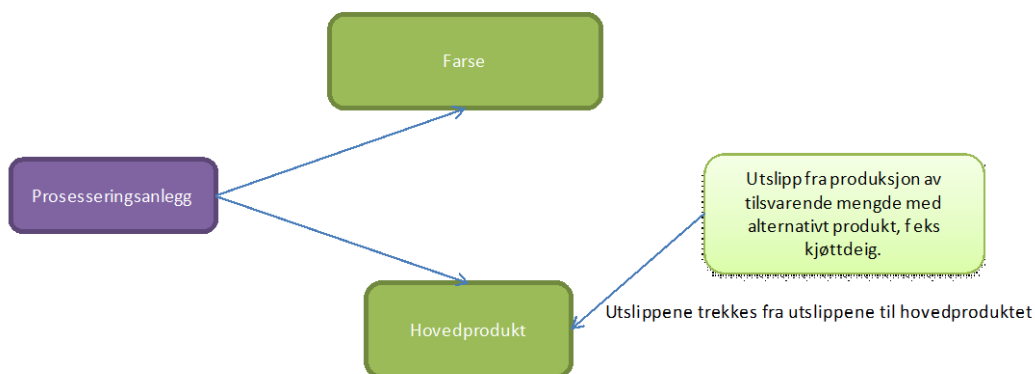 Farse
Prosesseringsanlegg
Utslipp fra produksjon av
tilsvarende mengde med
alternativt produkt, f eks
kjøttdeig.
Utslippene trekkes fra utslippene til hovedproduktet
Hovedprodukt